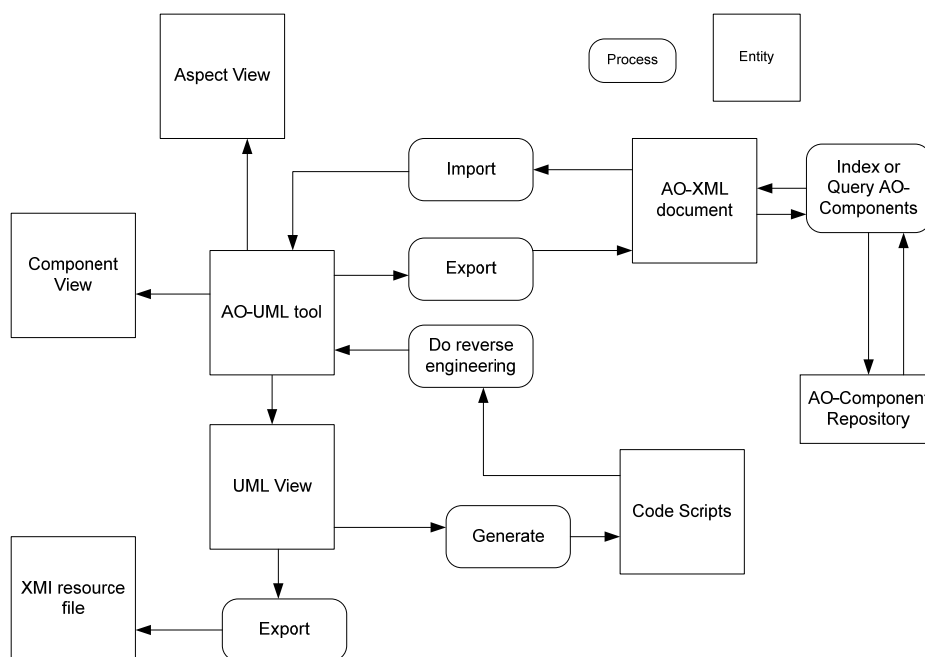 Aspect View
Process
Entity
Import
AO-XML
document
Index or
Query AO-
Components
Component
View
AO-UML tool
Export
Do reverse
engineering
AO-Component
Repository
UML View
Code Scripts
Generate
XMI resource
file
Export